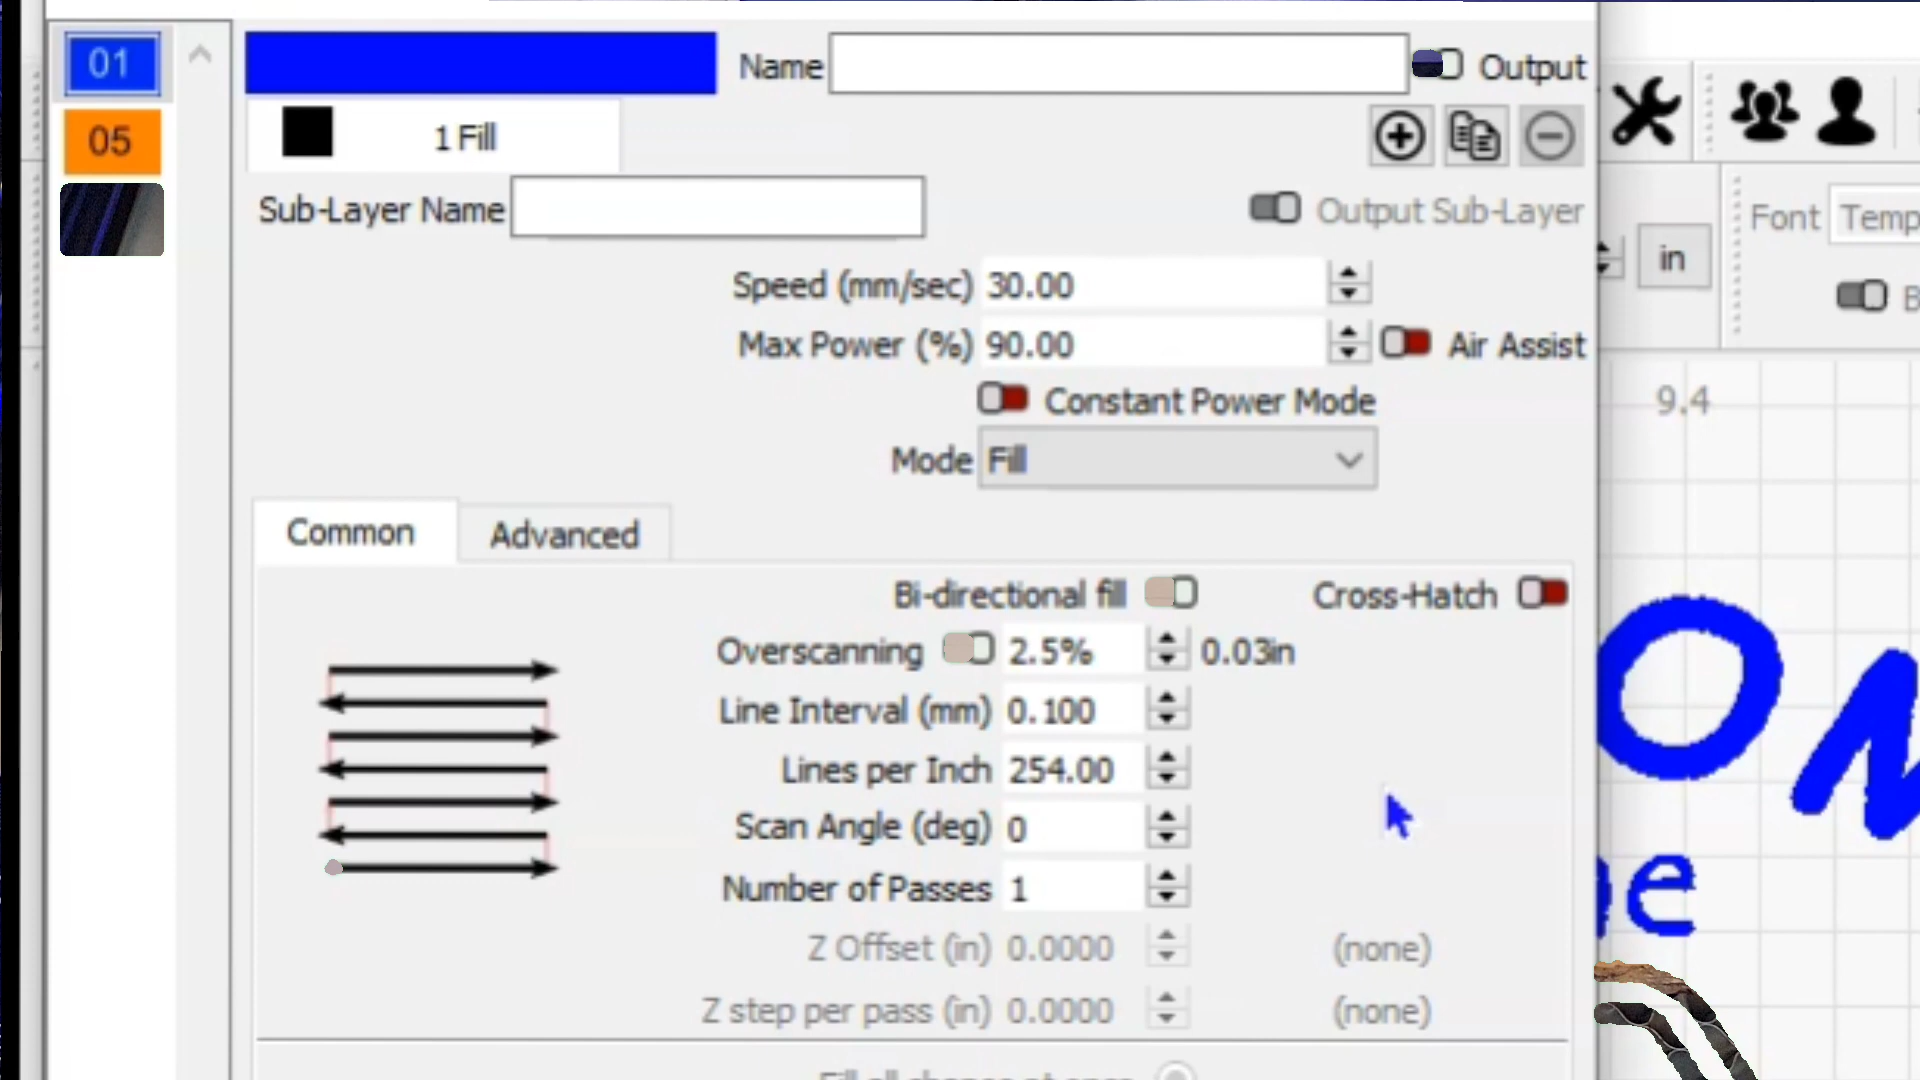 01
05
Name
Output
1 Fill
Sub-Layer Name
Output Sub-Layer
Speed (mm/sec) 30.00
Max Power (%) 90.00
Air Assist
Constant Power Mode
Mode Fill
Common
Advanced
Bi-directional fill
Cross-Hatch
Overscanning 2.5% 0.03in
Line Interval (mm) 0.100
Lines per Inch 254.00
Scan Angle (deg) 0
Number of Passes 1
Z Offset (in) 0.0000 (none)
Z step per pass (in) 0.0000 (none)
Font Temp
in
B
9.4